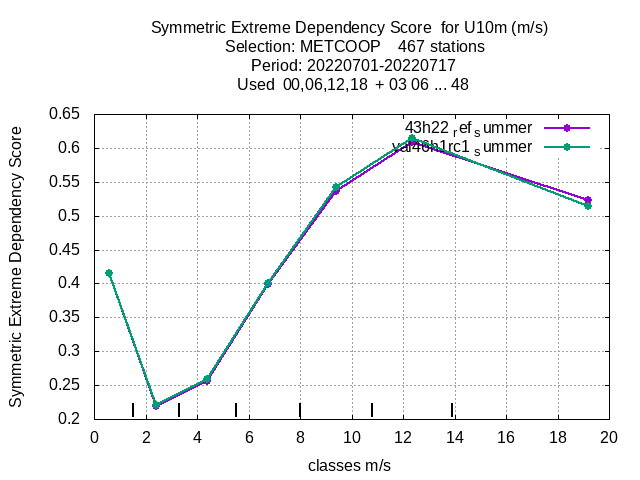 Symmetric Extreme Dependency Score for U10m (m/s)
Selection: METCOOP 467 stations
Period: 20220701-20220717
Used 00,06,12,18 + 03 06 ... 48
43h22 ref summer
46h1rc1 summer
Symmetric Extreme Dependency Score
0.65
0.6
0.55
0.5
0.45
0.4
0.35
0.3
0.25
0.2
0 2 4 6 8 10 12 14 16 18 20
classes m/s